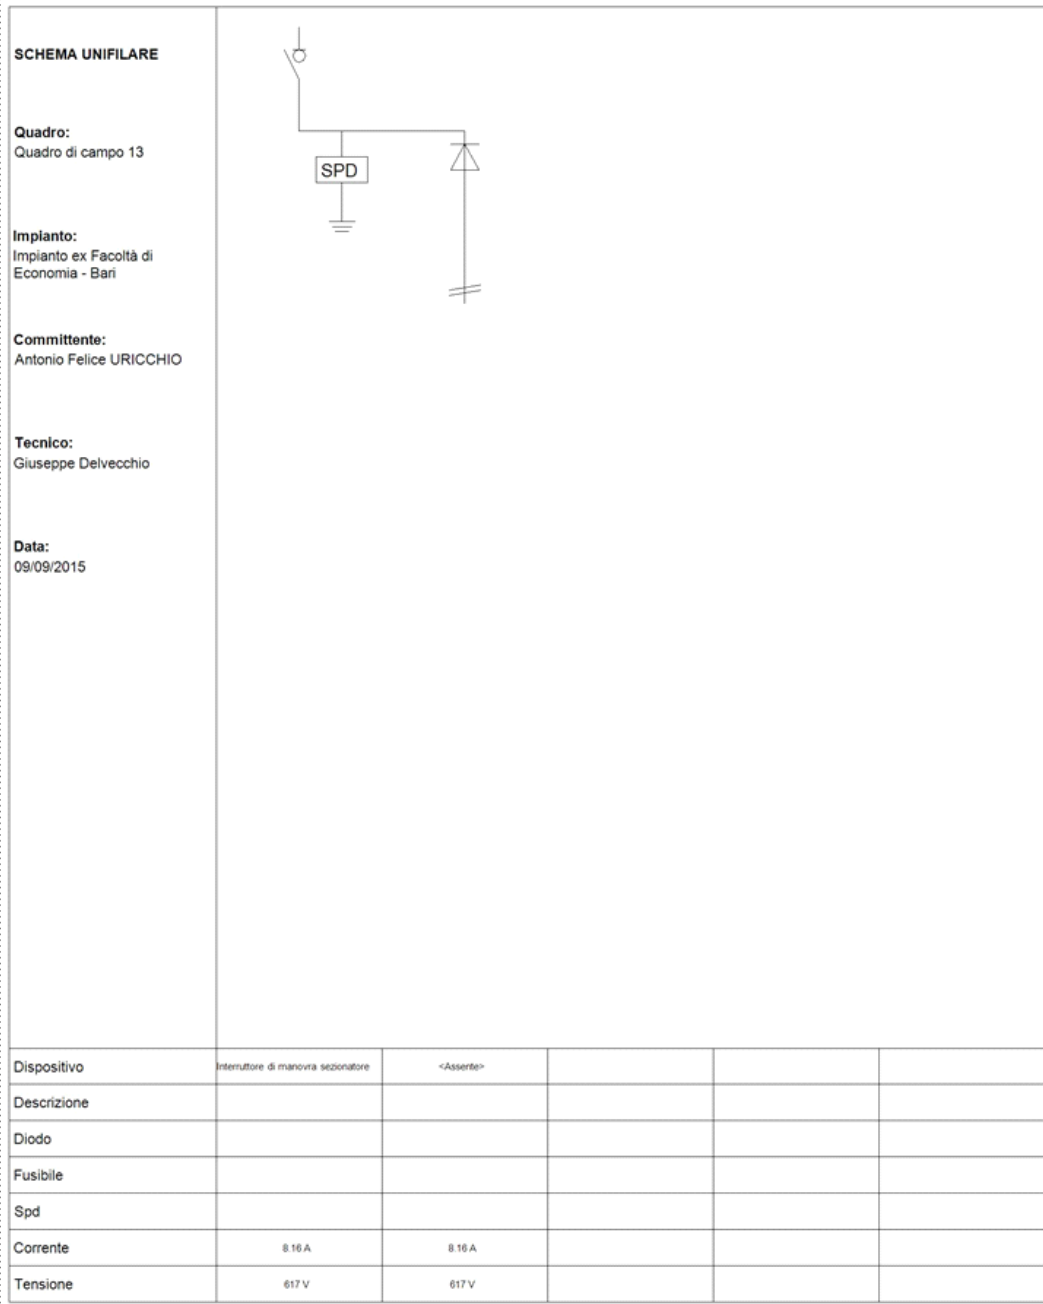 SCHEMA UNIFILARE
Quadro:
Quadro di campo 13
Impianto:
Impianto ex Facoltà di
Economia - Bari
Committente:
Antonio Felice URICCHIO
Tecnico:
Giuseppe Delvecchio
Data:
09/09/2015
SPD
Dispositivo Interruttore di manovra sezionatore <Assente>
Descrizione
Diodo
Fusibile
Spd
Corrente 8.16 A 8.16 A
Tensione 617 V 617 V